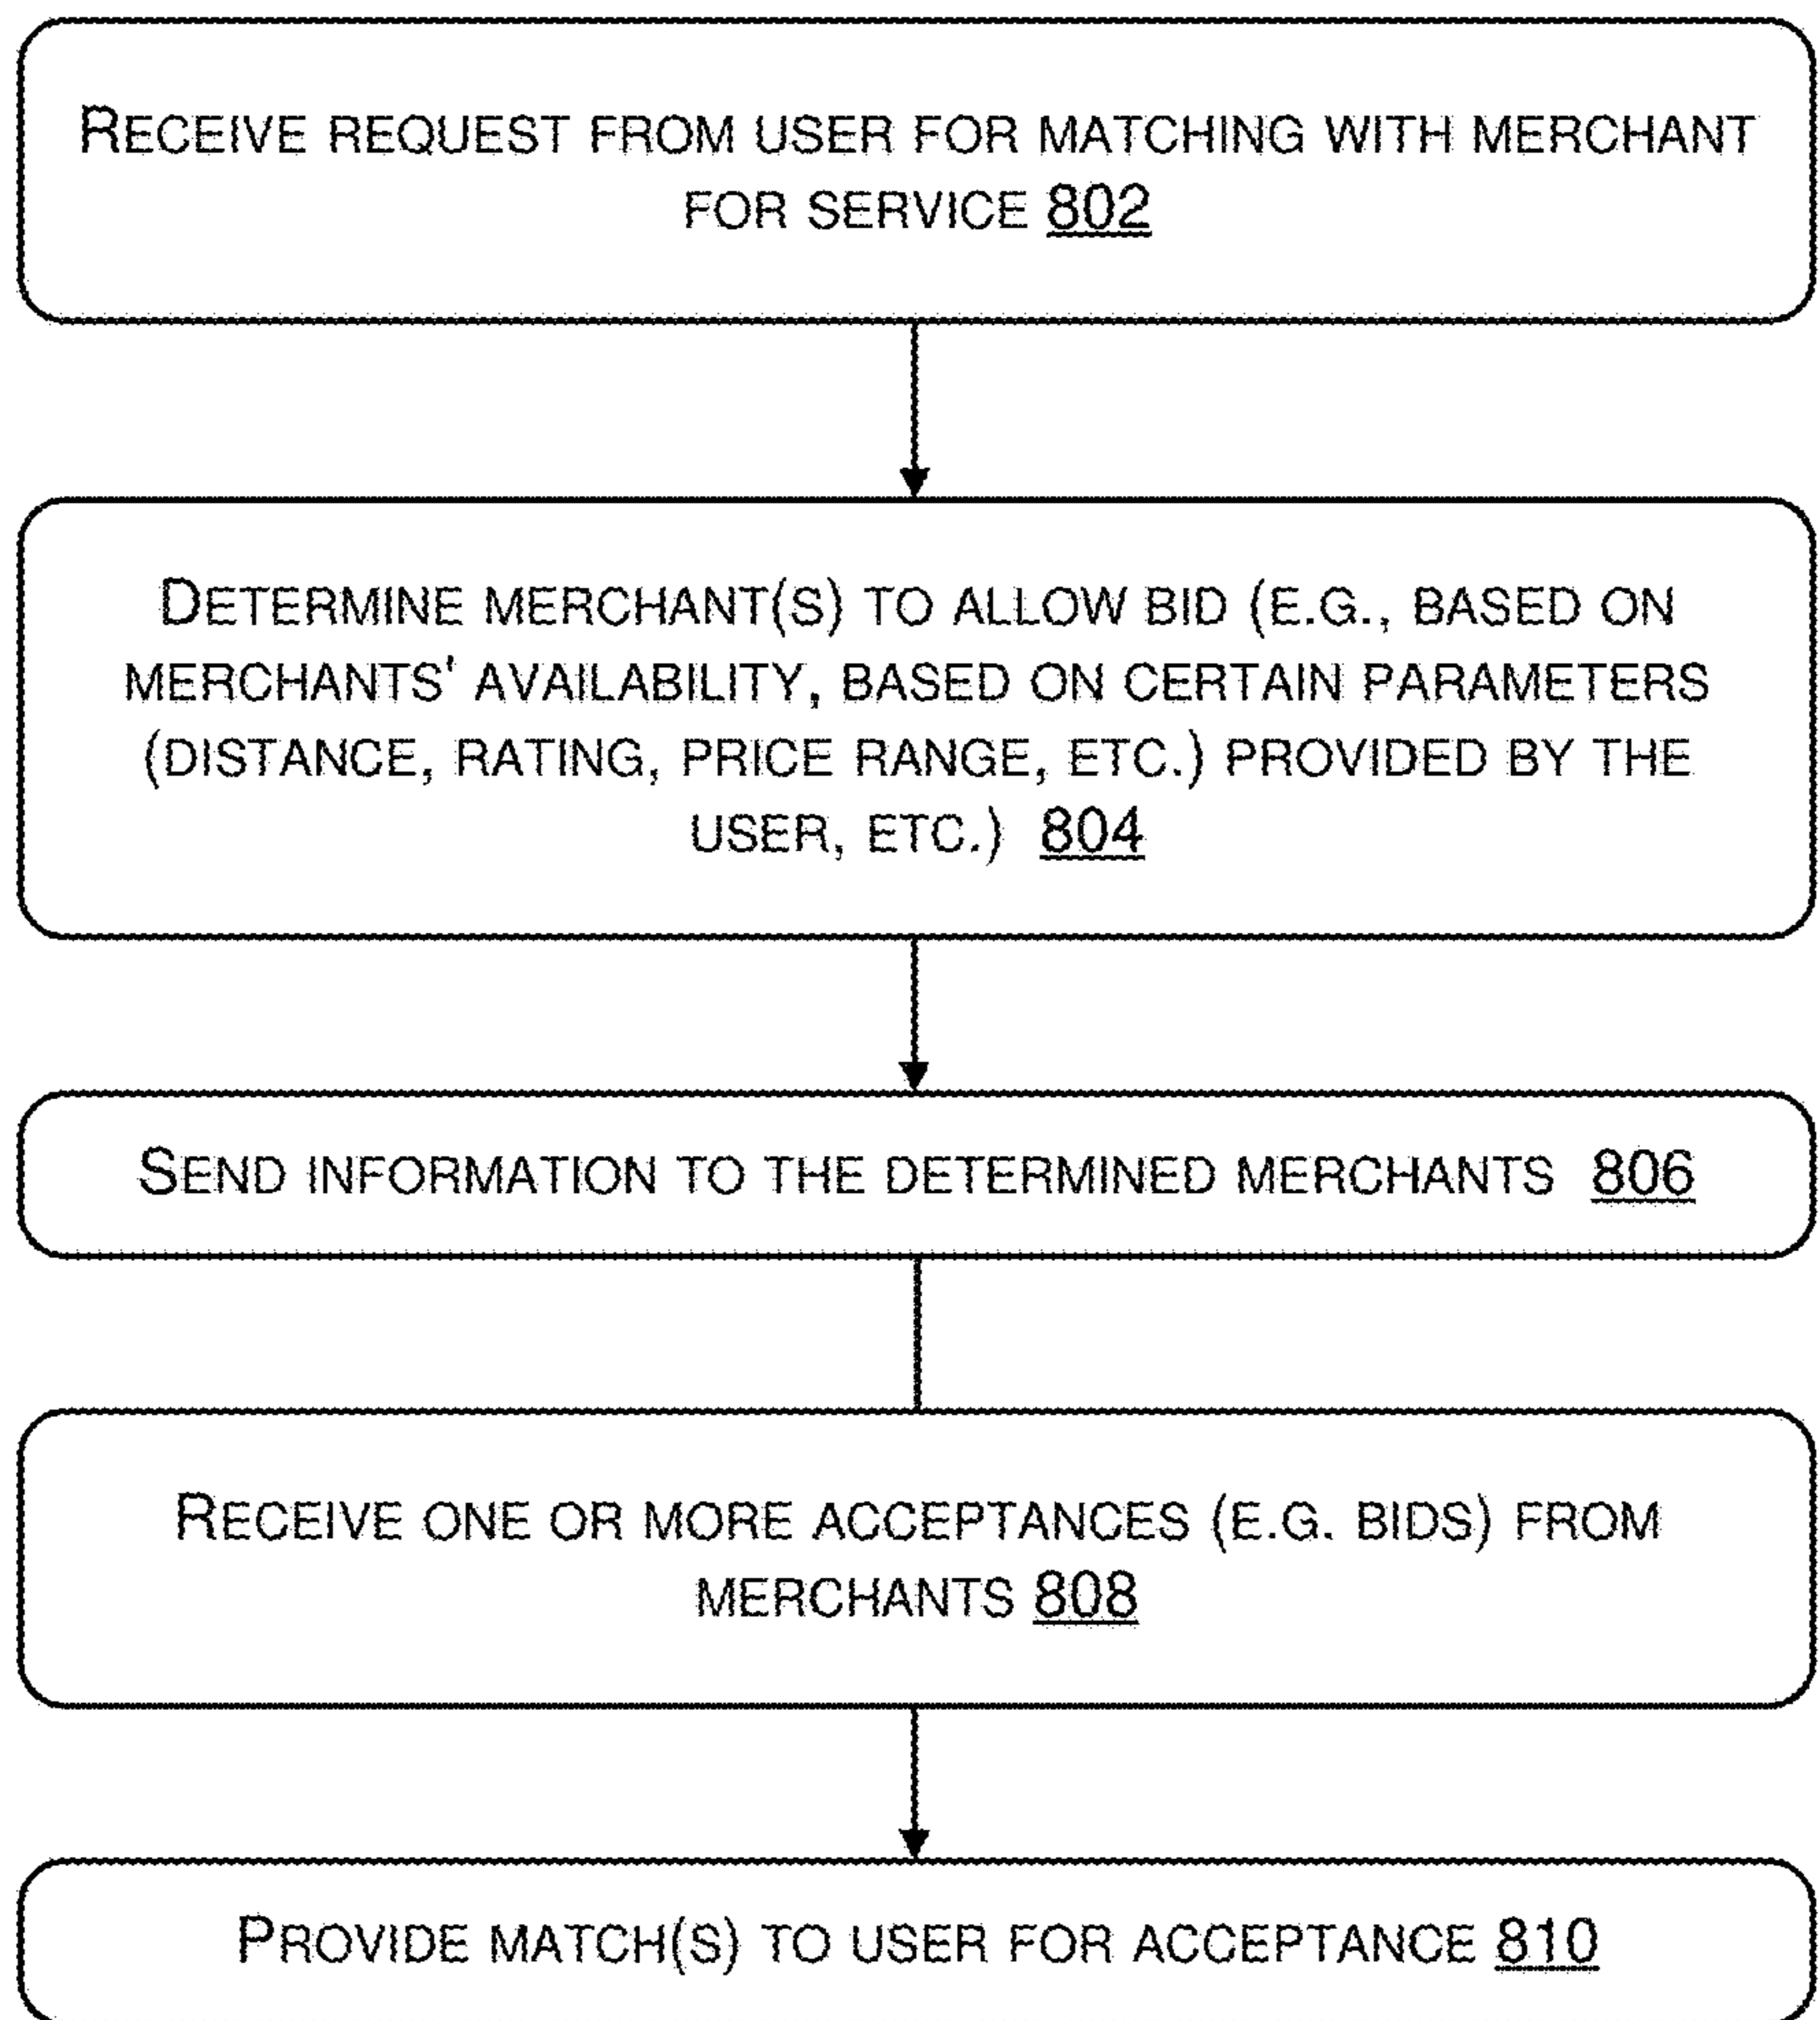 RECEIVE REQUEST FROM USER FOR MATCHING WITH MERCHANT
FOR SERVICE 802
DETERMINE MERCHANT(S) TO ALLOW BID (E.G., BASED ON
MERCHANTS' AVAILABILITY, BASED ON CERTAIN PARAMETERS
(DISTANCE, RATING, PRICE RANGE, ETC.) PROVIDED BY THE
USER, ETC.) 804
SEND INFORMATION TO THE DETERMINED MERCHANTS 806
RECEIVE ONE OR MORE ACCEPTANCES (E.G. BIDS) FROM
MERCHANTS 808
PROVIDE MATCH(S) TO USER FOR ACCEPTANCE 810